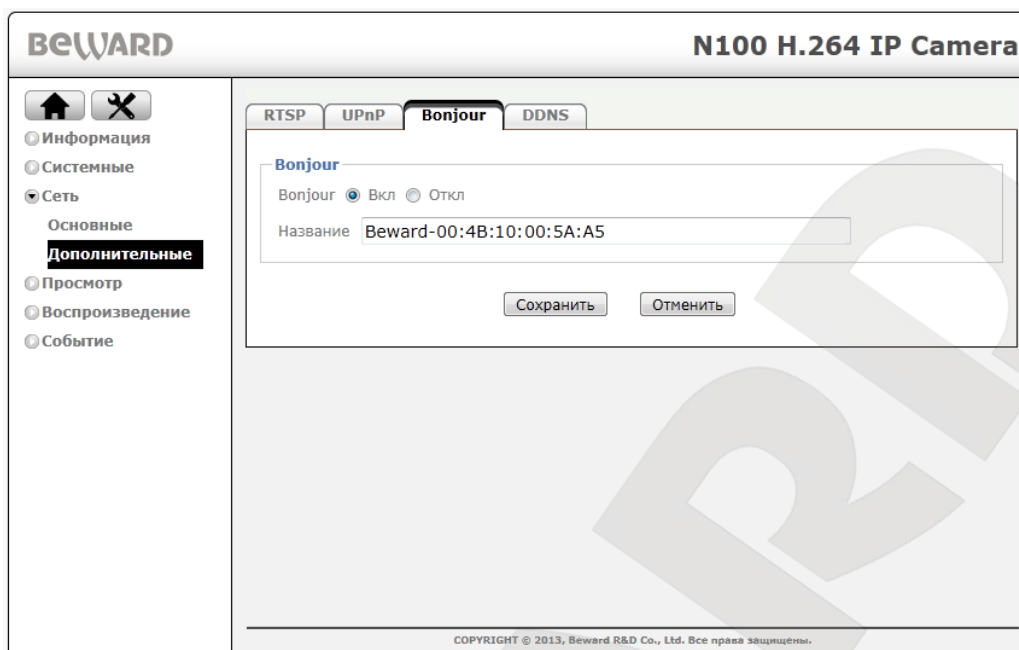 BEWARD
N100 H.264 IP Camera
Информация
Системные
Сеть
Основные
Дополнительные
Просмотр
Воспроизведение
Событие
RTSP UPnP Bonjour DDNS
Bonjour
Bonjour Вкл Откл
Название Beward-00:4B:10:00:5A:A5
Сохранить Отменить
COPYRIGHT © 2013, Beward R&D Co., Ltd. Все права защищены.